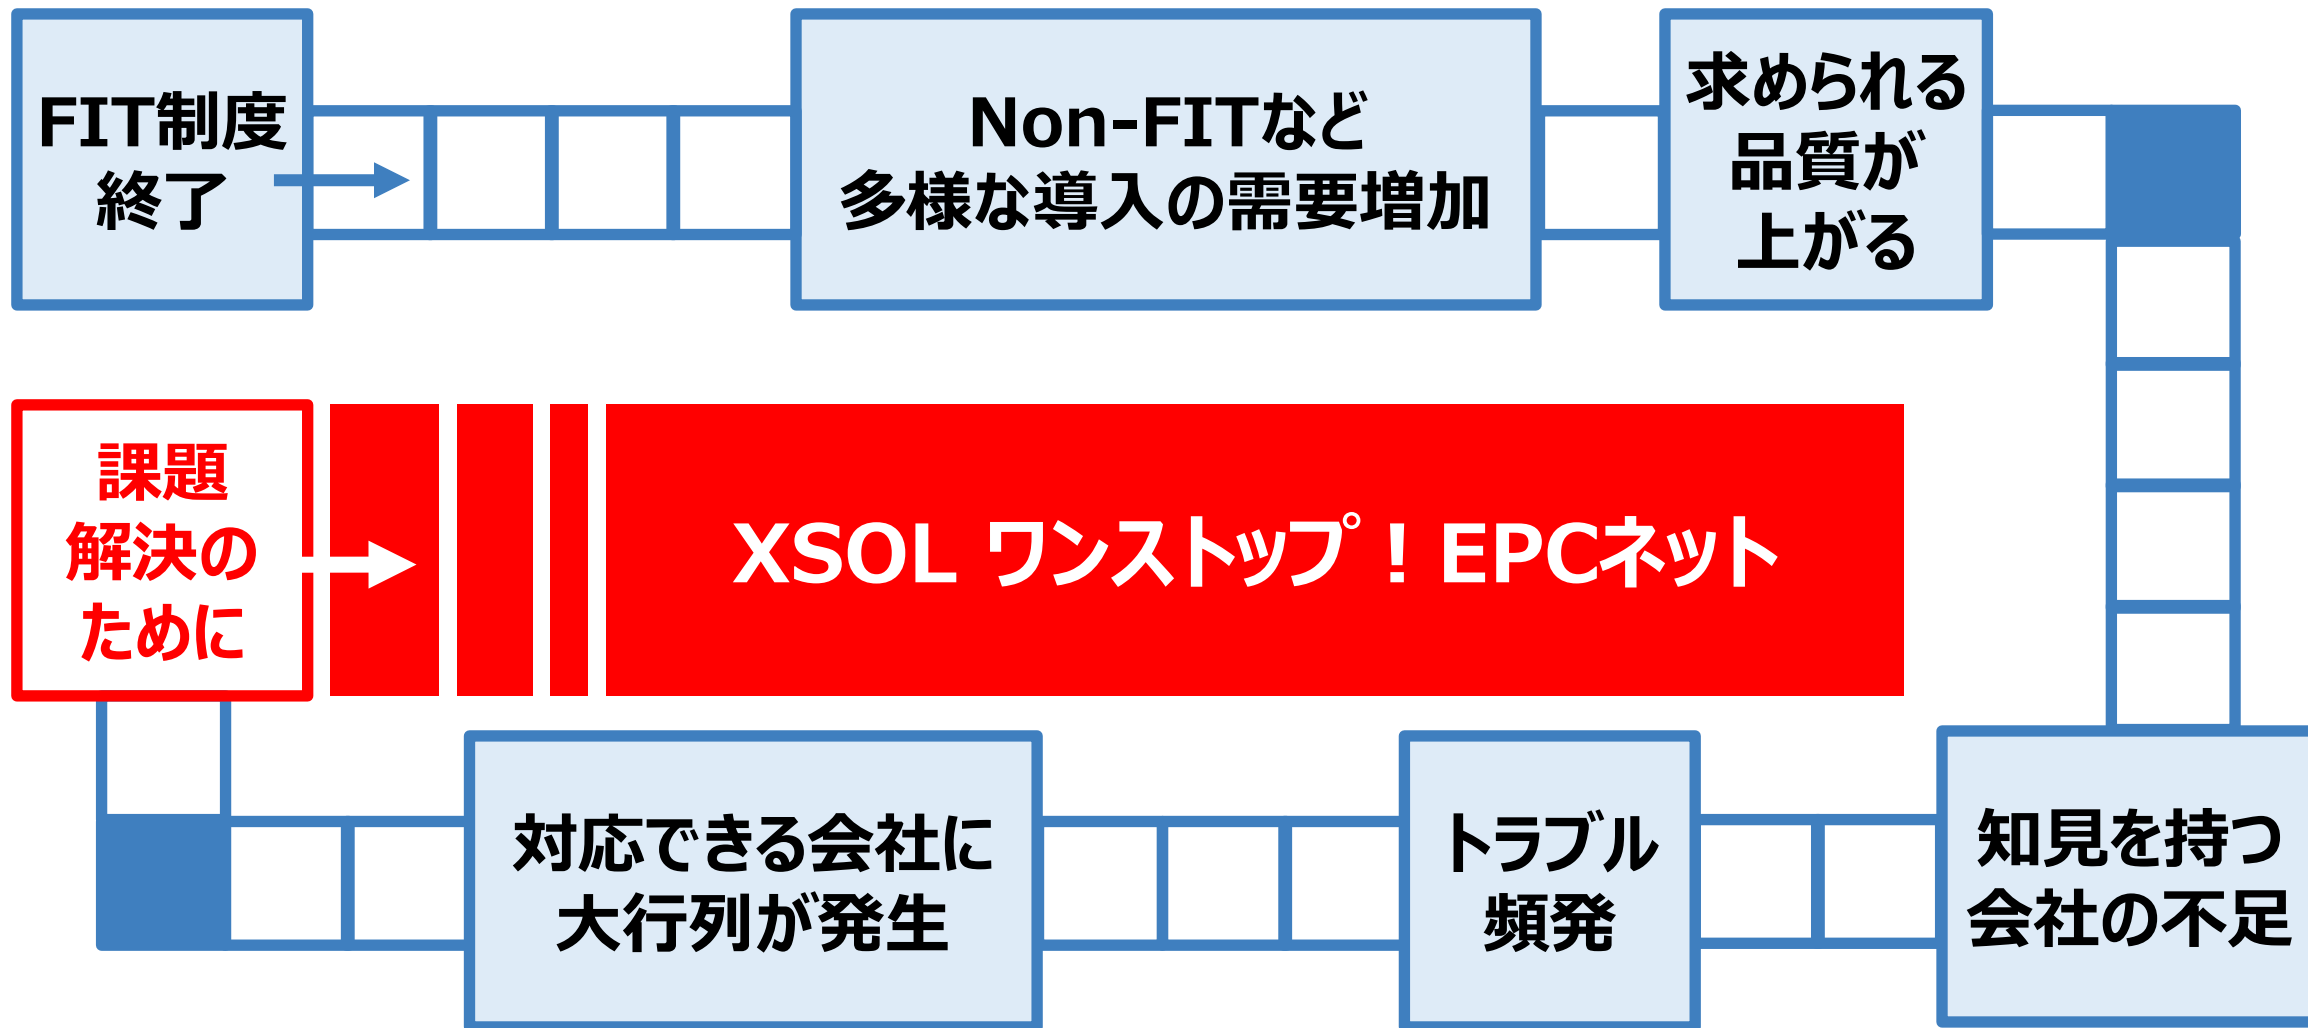 FIT制度
終了
Non-FITなど
多様な導入の需要増加
求められる
品質が
上がる
知見を持つ
会社の不足
トラブル
頻発
対応できる会社に
大行列が発生
課題
解決の
ために
XSOL ワンストップ！EPCネット